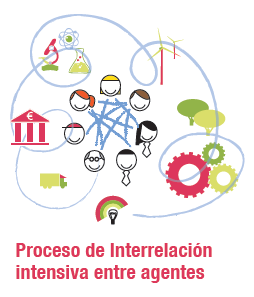 €
Proceso de Interrelación
intensiva entre agentes